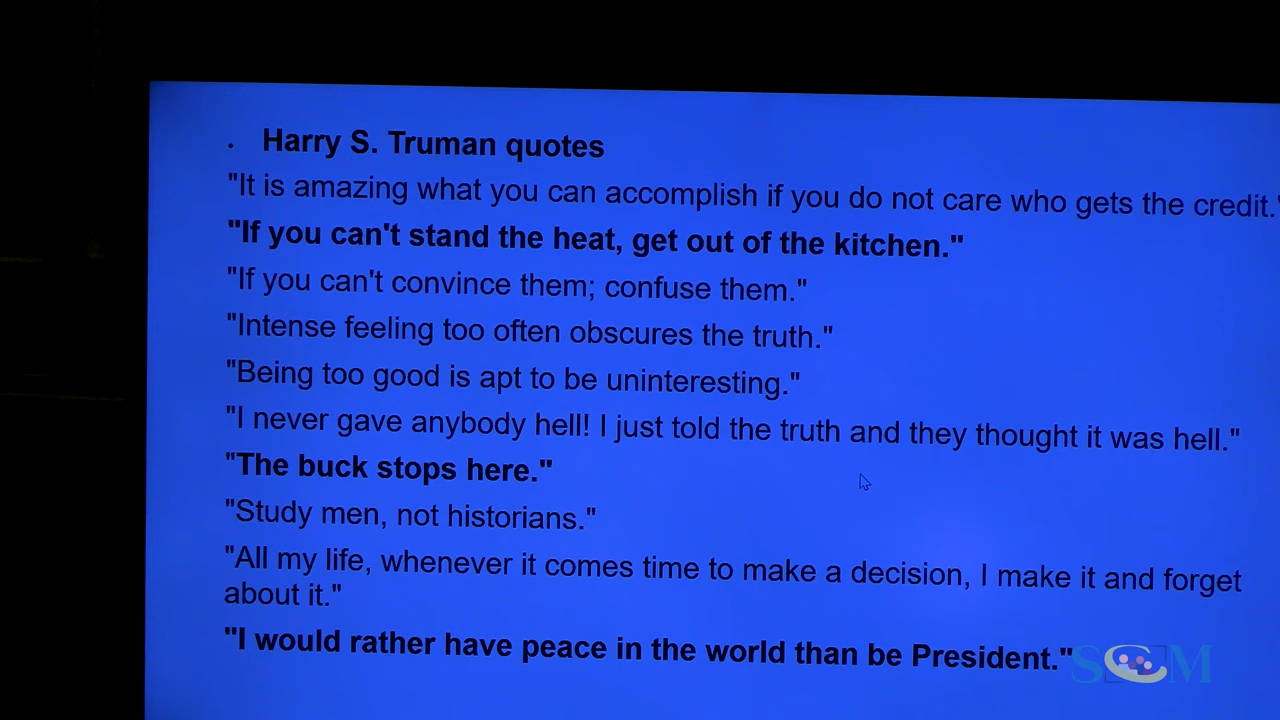 . Harry S. Truman quotes
"It is amazing what you can accomplish if you do not care who gets the credit."
"If you can't stand the heat, get out of the kitchen."
"If you can't convince them; confuse them."
"Intense feeling too often obscures the truth."
"Being too good is apt to be uninteresting."
"I never gave anybody hell! I just told the truth and they thought it was hell."
"The buck stops here."
"Study men, not historians."
"All my life, whenever it comes time to make a decision, I make it and forget
about it."
"I would rather have peace in the world than be President."
SCM